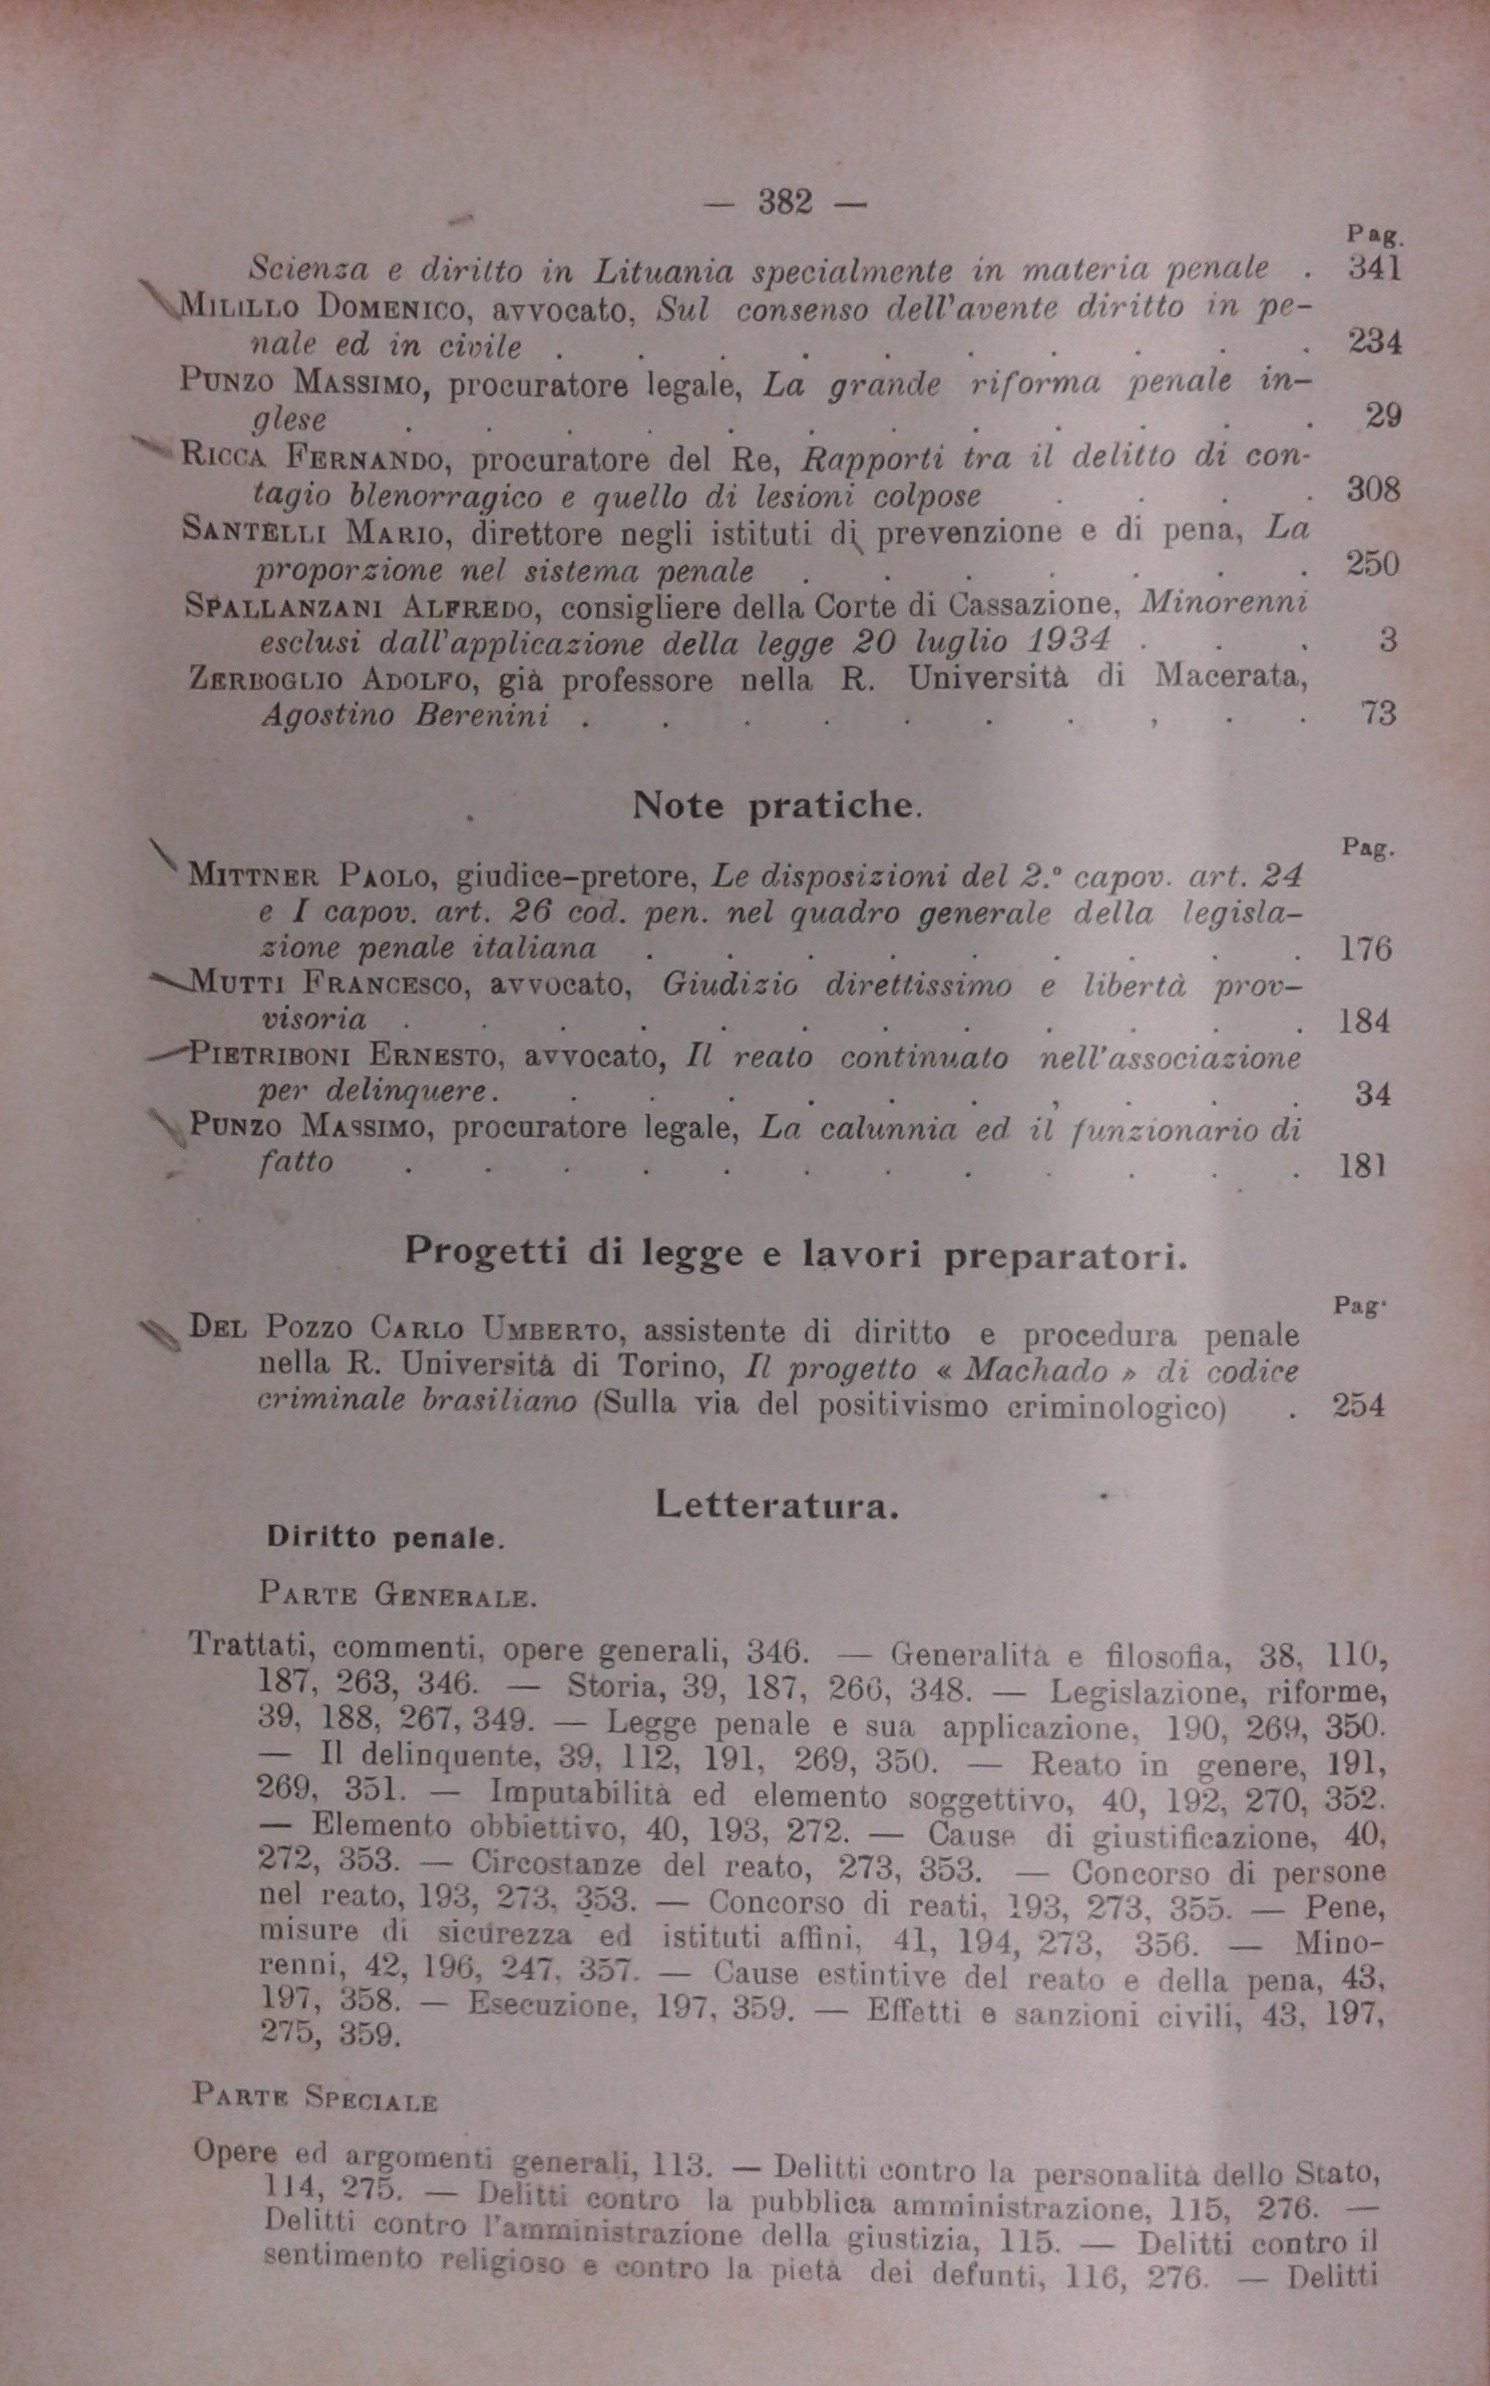 — 382 —
Pag.
Scienza e diritto in Lituania specialmente in materia penale . 341
MILILLO DOMENICO, avvocato, Sul consenso dell'avente diritto in pe-
nale ed in civile . . . . . . . . . . 234
PUNZO MASSIMO, procuratore legale, La grande riforma penale in-
glese . . . . . . . . . . . . 29
RICCA FERNANDO, procuratore del Re, Rapporti tra il delitto di con-
tagio blenorragico e quello di lesioni colpose . . . . 308
SANTELLI MARIO, direttore negli istituti di prevenzione e di pena, La
proporzione nel sistema penale . . . . . . . 250
SPALLANZANI ALFREDO, consigliere della Corte di Cassazione, Minorenni
esclusi dall'applicazione della legge 20 luglio 1934 . . . 3
ZERBOGLIO ADOLFO, già professore nella R. Università di Macerata,
Agostino Berenini . . . . . . . , . . 73
Note pratiche.
Pag.
MITTNER PAOLO, giudice-pretore, Le disposizioni del 2.° capov. art. 24
e I capov. art. 26 cod. pen. nel quadro generale della legisla-
zione penale italiana . . . . . . . . . 176
MUTTI FRANCESCO, avvocato, Giudizio direttissimo e libertà prov-
visoria . . . . . . . . . . . . 184
PIETRIBONI ERNESTO, avvocato, Il reato continuato nell'associazione
per delinquere. . . . . . . , . . . 34
PUNZO MASSIMO, procuratore legale, La calunnia ed il funzionario di
fatto . . . . . . . . . . . . 181
Progetti di legge e lavori preparatori.
Pag.
DEL POZZO CARLO UMBERTO, assistente di diritto e procedura penale
nella R. Università di Torino, Il progetto « Machado » di codice
criminale brasiliano (Sulla via del positivismo criminologico) . 254
Letteratura.
Diritto penale.
PARTE GENERALE.
Trattati, commenti, opere generali, 346. — Generalità e filosofia, 38, 110,
187, 263, 346. — Storia, 39, 187, 266, 348. — Legislazione, riforme,
39, 188, 267, 349. — Legge penale e sua applicazione, 190, 269, 350.
— Il delinquente, 39, 112, 191, 269, 350. — Reato in genere, 191,
269, 351. — Imputabilità ed elemento soggettivo, 40, 192, 270, 352.
— Elemento obbiettivo, 40, 193, 272. — Cause di giustificazione, 40,
272, 353. — Circostanze del reato, 273, 353. — Concorso di persone
nel reato, 193, 273, 353. — Concorso di reati, 193, 273, 355. — Pene,
misure di sicurezza ed istituti affini, 41, 194, 273, 356. — Mino-
renni, 42, 196, 247, 357. — Cause estintive del reato e della pena, 43,
197, 358. — Esecuzione, 197, 359. — Effetti e sanzioni civili, 43, 197,
275, 359.
PARTE SPECIALE
Opere ed argomenti generali, 113. — Delitti contro la personalità dello Stato,
114, 275. — Delitti contro la pubblica amministrazione, 115, 276. —
Delitti contro l'amministrazione della giustizia, 115. — Delitti contro il
sentimento religioso e contro la pietà dei defunti, 116, 276. — Delitti